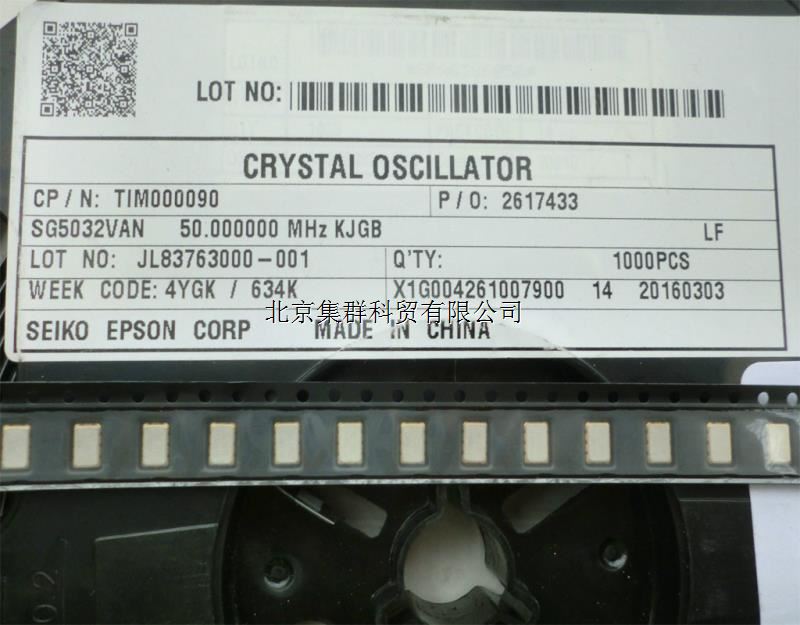 LOT NO:
CRYSTAL OSCILLATOR
CP / N: TIM000090 P / O: 2617433
SG5032VAN 50.000000 MHz KJGB LF
LOT NO: JL83763000-001 Q'TY: 1000PCS
WEEK CODE: 4YGK / 634K X1G004261007900 14 20160303
北京集群科贸有限公司
SEIKO EPSON CORP MADE IN CHINA
02